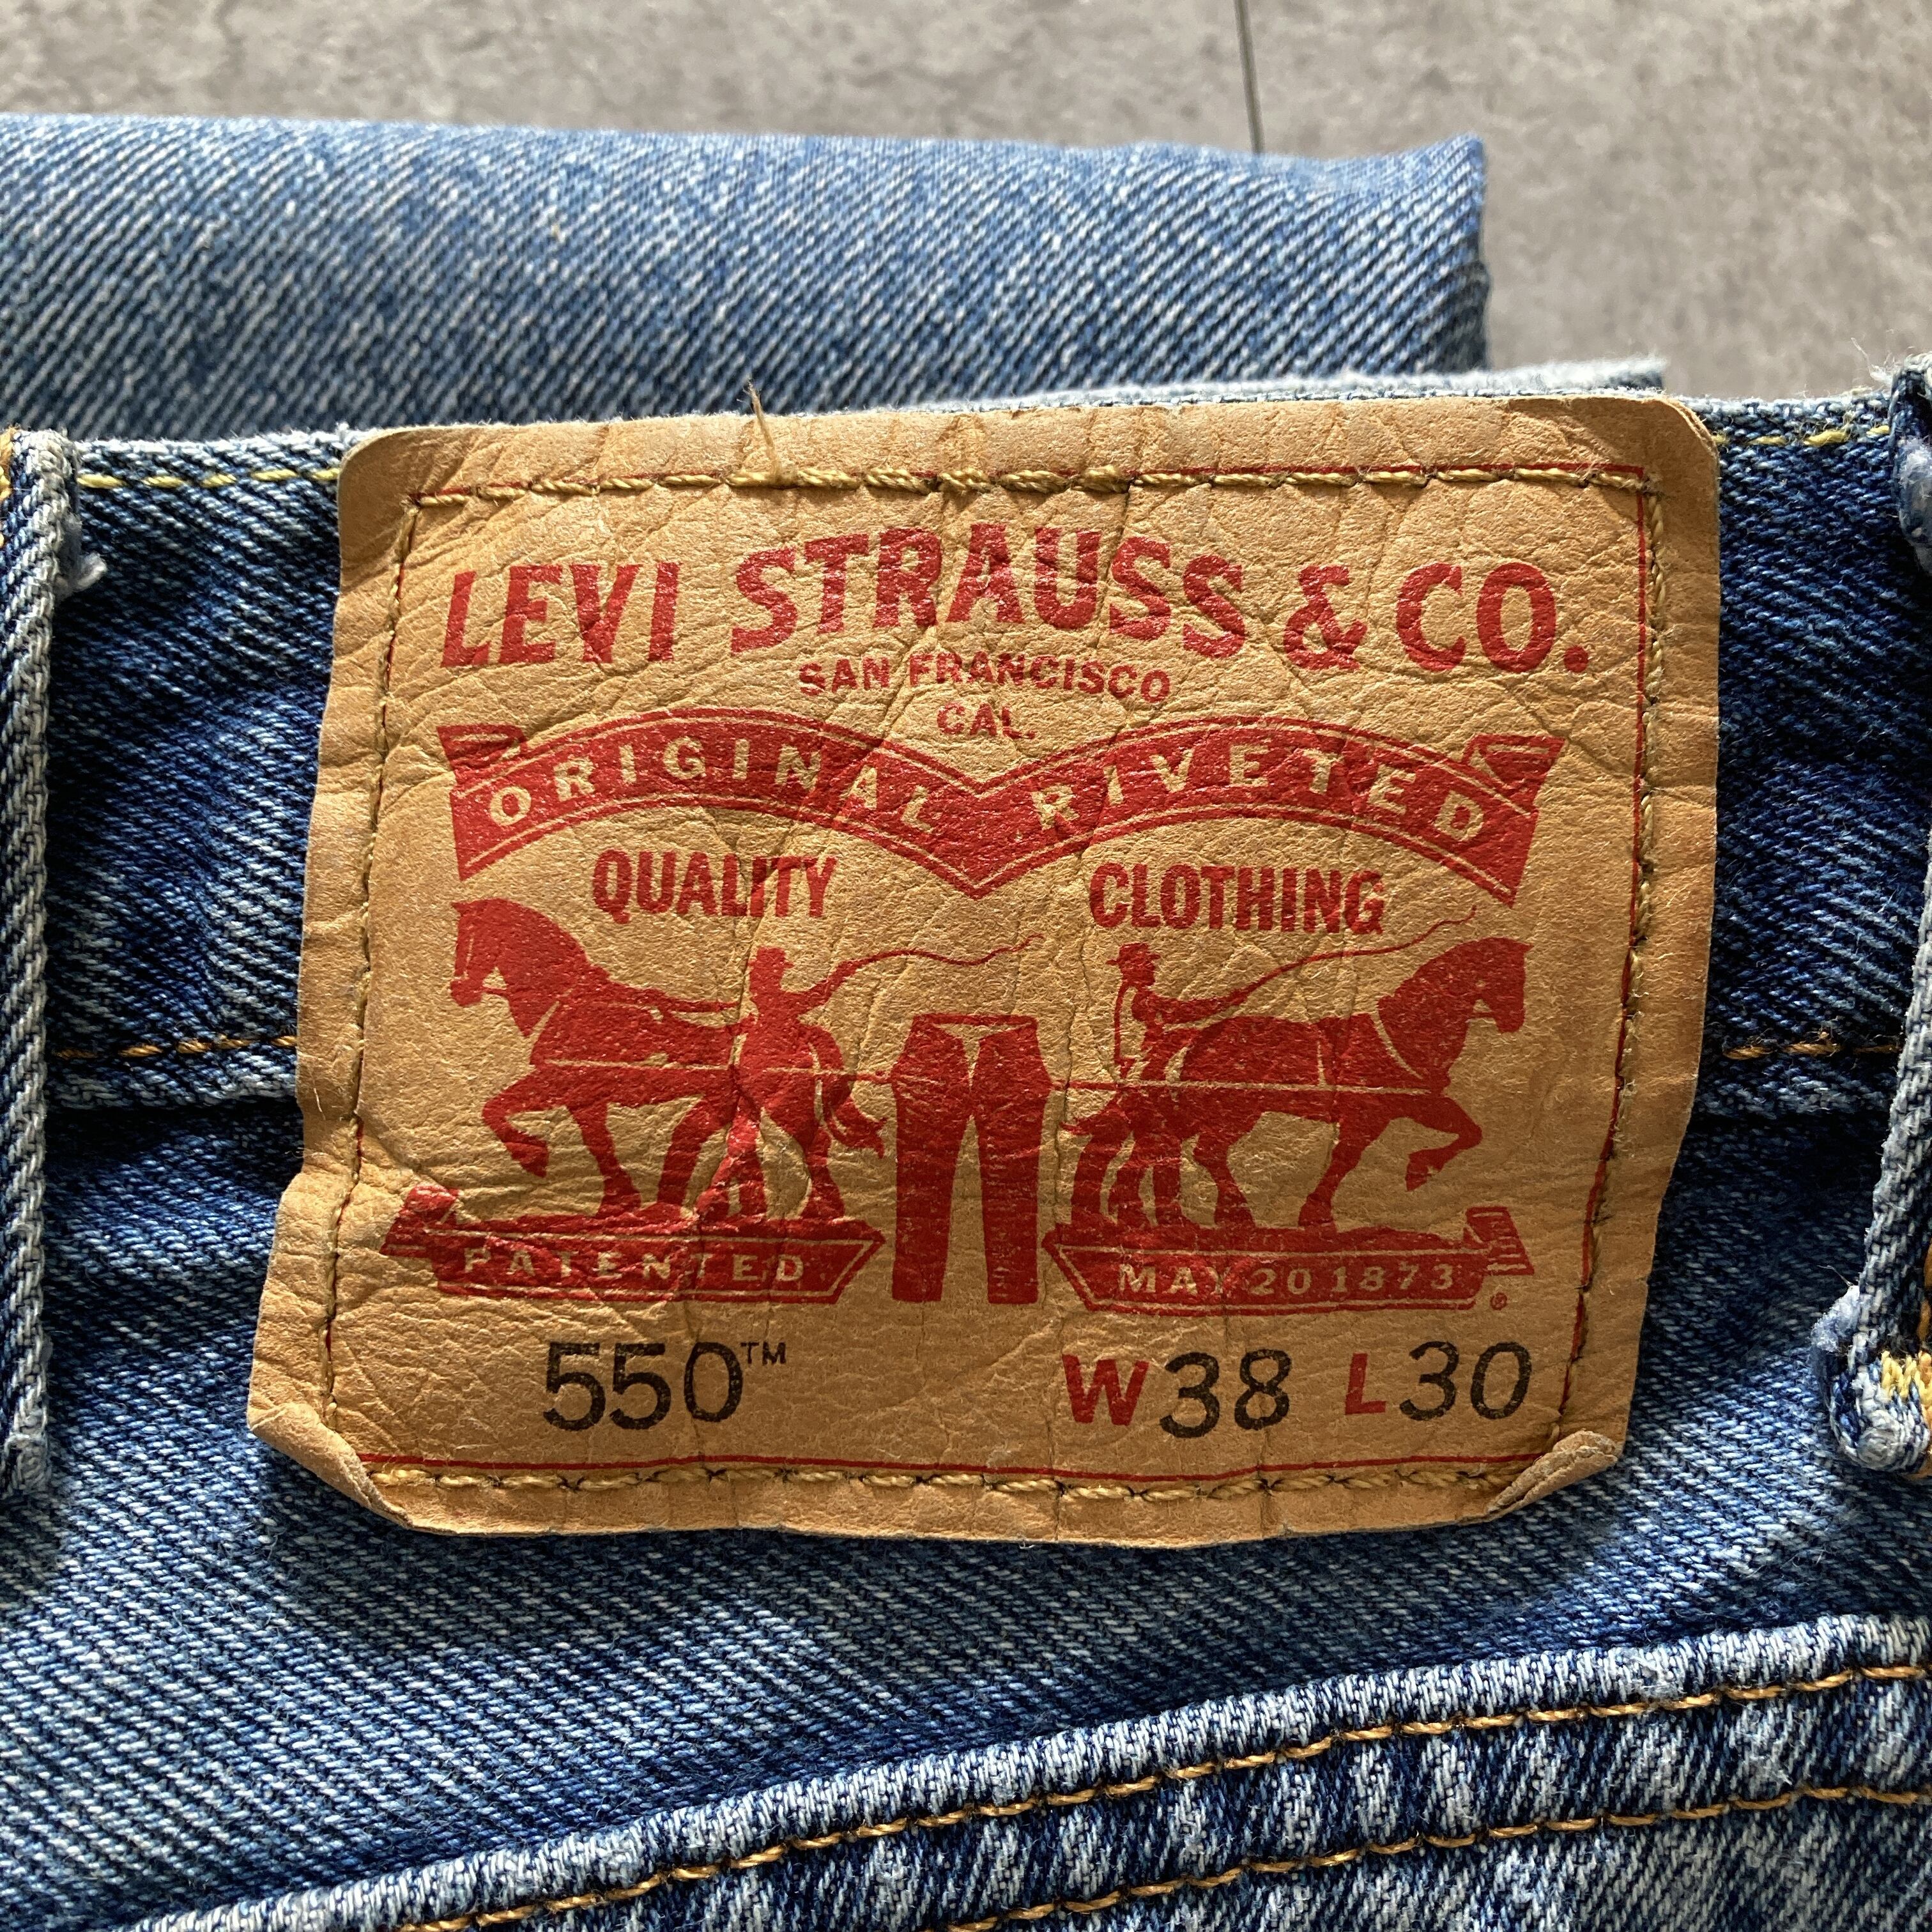 LEVI STRAUSS & CO.
SAN FRANCISCO
CAL.
ORIGINAL RIVETED
QUALITY CLOTHING
PATENTED MAY 20 1873 ®
550™ W38 L30